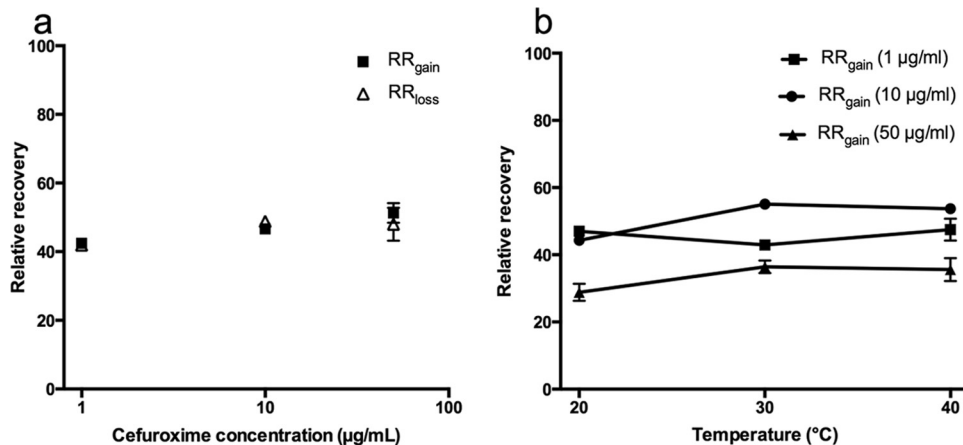 a
RRgain
RRloss
Relative recovery
100
80
60
40
20
0
1
10
100
Cefuroxime concentration (µg/mL)
b
RRgain (1 µg/ml)
RRgain (10 µg/ml)
RRgain (50 µg/ml)
Relative recovery
100
80
60
40
20
0
20
30
40
Temperature (°C)